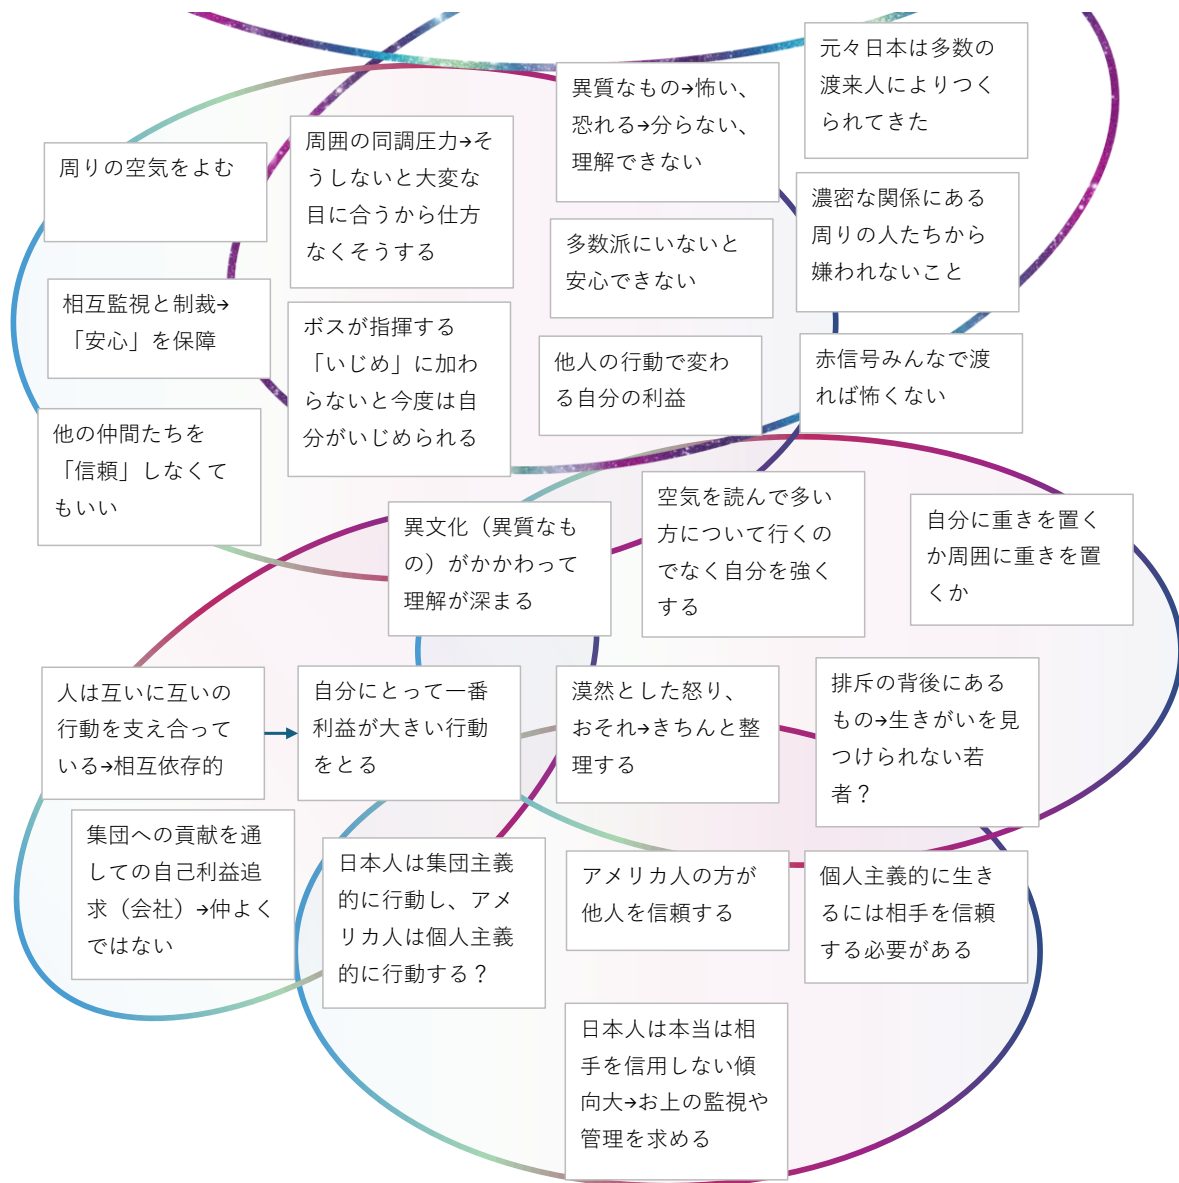 元々日本は多数の
渡来人によりつく
られてきた
異質なもの→怖い、
恐れる→分らない、
理解できない
周囲の同調圧力→そ
うしないと大変な
目に合うから仕方
なくそうする
周りの空気をよむ
濃密な関係にある
周りの人たちから
嫌われないこと
多数派にいないと
安心できない
相互監視と制裁→
「安心」を保障
ボスが指揮する
「いじめ」に加わ
らないと今度は自
分がいじめられる
他人の行動で変わ
る自分の利益
赤信号みんなで渡
れば怖くない
他の仲間たちを
「信頼」しなくて
もいい
空気を読んで多い
方について行くの
でなく自分を強く
する
自分に重きを置く
か周囲に重きを置
くか
異文化（異質なも
の）がかかわって
理解が深まる
人は互いに互いの
行動を支え合って
いる→相互依存的
自分にとって一番
利益が大きい行動
をとる
漠然とした怒り、
おそれ→きちんと整
理する
排斥の背後にある
もの→生きがいを見
つけられない若
者？
集団への貢献を通
しての自己利益追
求（会社）→仲よく
ではない
日本人は集団主義
的に行動し、アメ
リカ人は個人主義
的に行動する？
アメリカ人の方が
他人を信頼する
個人主義的に生き
るには相手を信頼
する必要がある
日本人は本当は相
手を信用しない傾
向大→お上の監視や
管理を求める